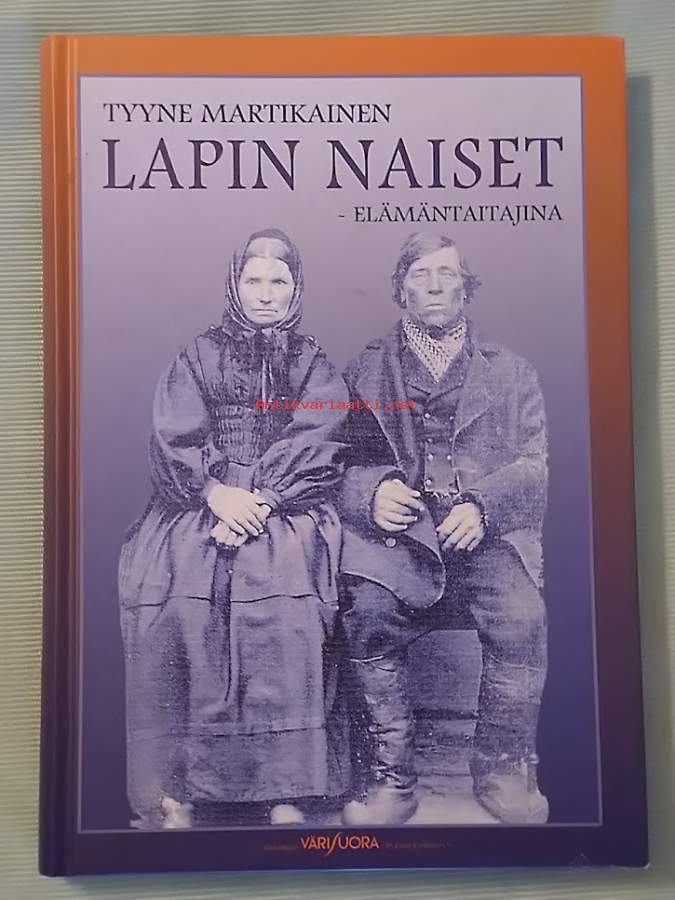 TYYNE MARTIKAINEN
LAPIN NAISET
- ELÄMÄNTAITAJINA
Antikvariaatti.net
VÄRISUORA